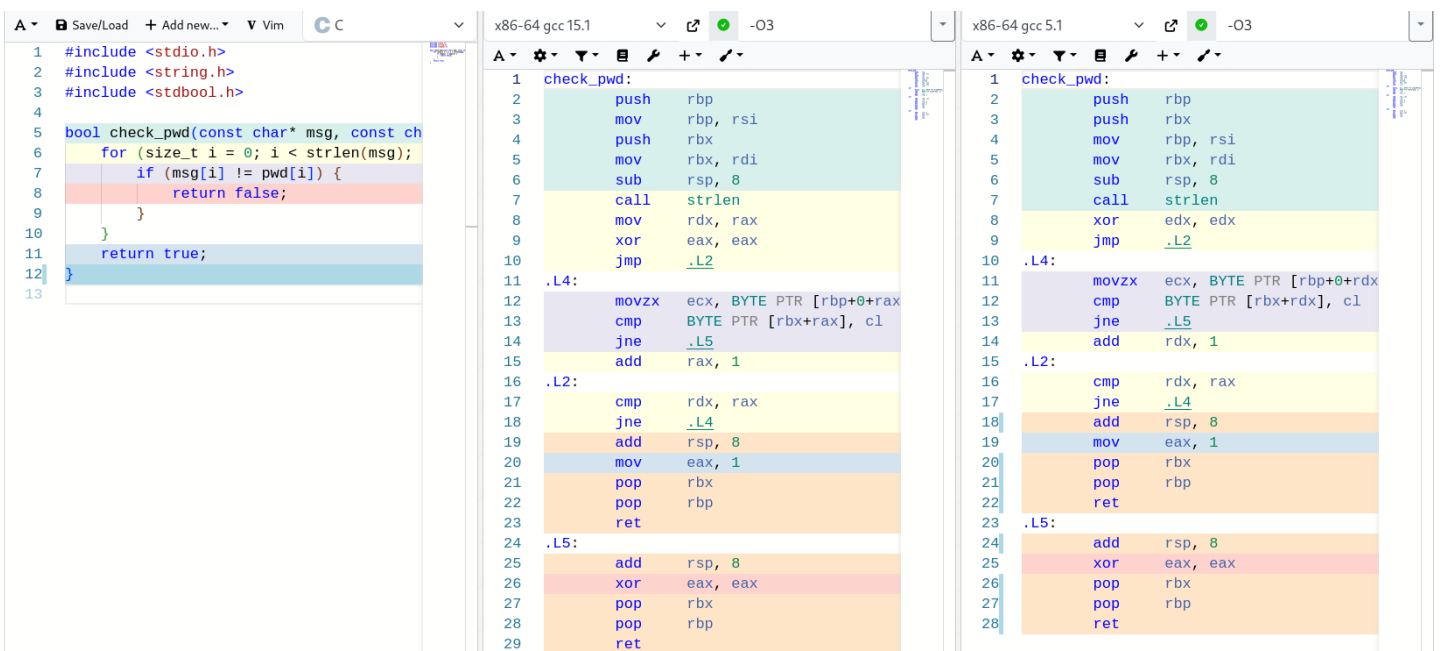 A Save/Load + Add new... V Vim C C
1 #include <stdio.h>
2 #include <string.h>
3 #include <stdbool.h>
4
5 bool check_pwd(const char* msg, const ch
6 for (size_t i = 0; i < strlen(msg);
7 if (msg[i] != pwd[i]) {
8 return false;
9 }
10 }
11 return true;
12 }
13
x86-64 gcc 15.1 -O3
A
1 check_pwd:
2 push rbp
3 mov rbp, rsi
4 push rbx
5 mov rbx, rdi
6 sub rsp, 8
7 call strlen
8 mov rdx, rax
9 xor eax, eax
10 jmp .L2
11 .L4:
12 movzx ecx, BYTE PTR [rbp+0+rax
13 cmp BYTE PTR [rbx+rax], cl
14 jne .L5
15 add rax, 1
16 .L2:
17 cmp rdx, rax
18 jne .L4
19 add rsp, 8
20 mov eax, 1
21 pop rbx
22 pop rbp
23 ret
24 .L5:
25 add rsp, 8
26 xor eax, eax
27 pop rbx
28 pop rbp
29 ret
x86-64 gcc 5.1 -O3
A
1 check_pwd:
2 push rbp
3 push rbx
4 mov rbp, rsi
5 mov rbx, rdi
6 sub rsp, 8
7 call strlen
8 xor edx, edx
9 jmp .L2
10 .L4:
11 movzx ecx, BYTE PTR [rbp+0+rdx
12 cmp BYTE PTR [rbx+rdx], cl
13 jne .L5
14 add rdx, 1
15 .L2:
16 cmp rdx, rax
17 jne .L4
18 add rsp, 8
19 mov eax, 1
20 pop rbx
21 pop rbp
22 ret
23 .L5:
24 add rsp, 8
25 xor eax, eax
26 pop rbx
27 pop rbp
28 ret